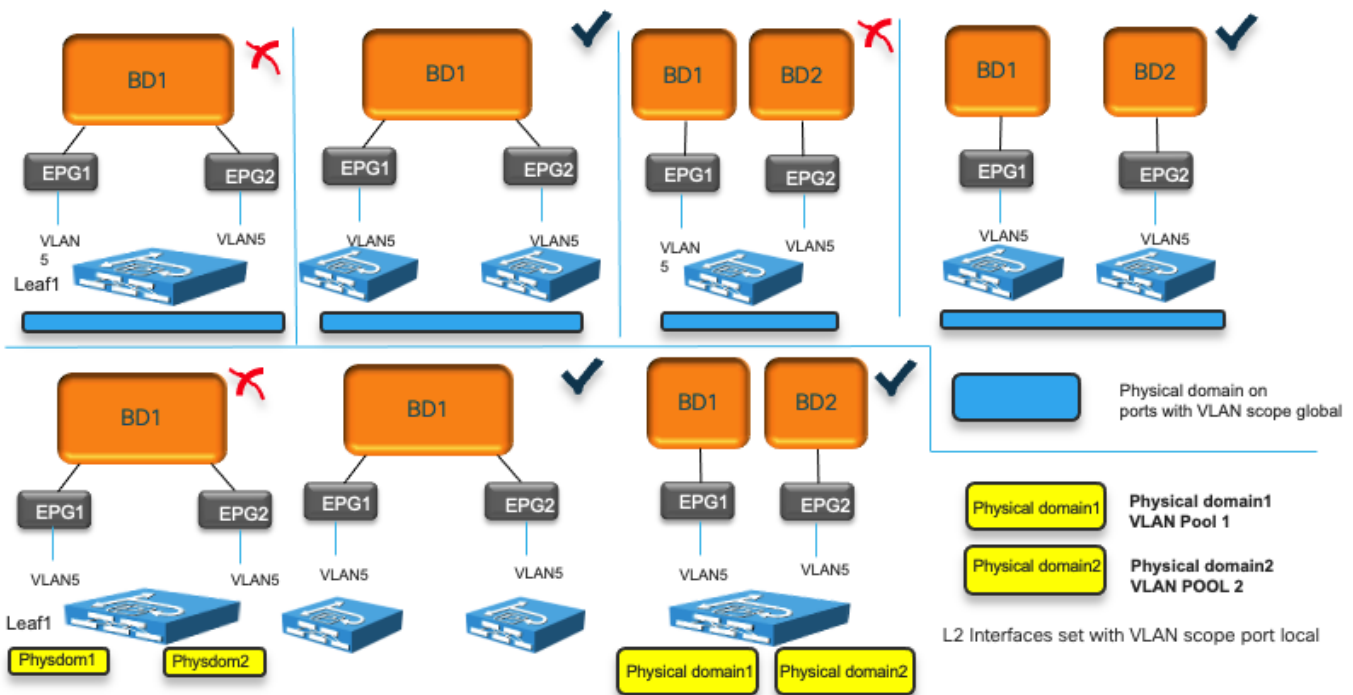 BD1
EPG1
EPG2
VLAN
5
VLAN5
Leaf1
BD1
EPG1
EPG2
VLAN5
VLAN5
BD1
BD2
EPG1
EPG2
VLAN
5
VLAN5
BD1
BD2
EPG1
EPG2
VLAN5
VLAN5
BD1
EPG1
EPG2
VLAN5
VLAN5
Leaf1
Physdom1
Physdom2
BD1
EPG1
EPG2
VLAN5
VLAN5
BD1
BD2
EPG1
EPG2
VLAN5
VLAN5
Physical domain1
Physical domain2
Physical domain on
ports with VLAN scope global
Physical domain1
Physical domain1
VLAN Pool 1
Physical domain2
Physical domain2
VLAN POOL 2
L2 Interfaces set with VLAN scope port local